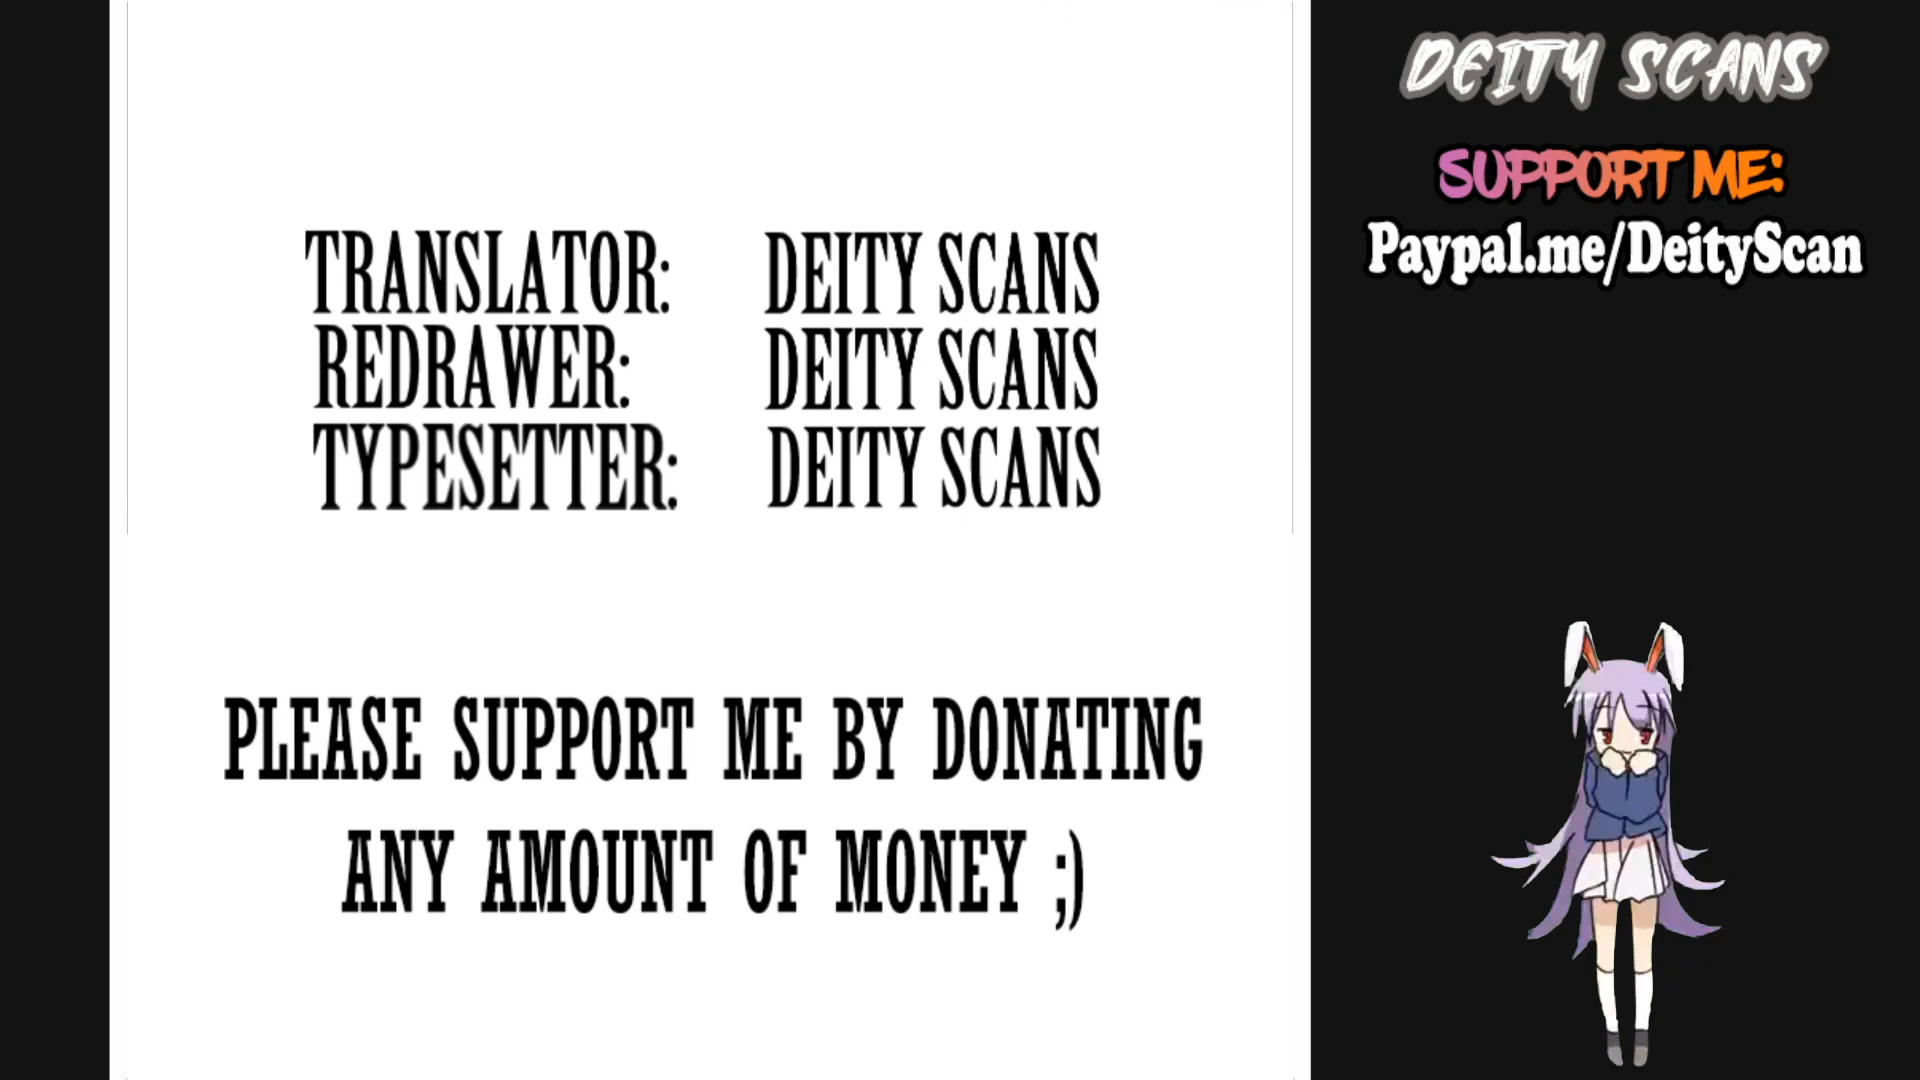 TRANSLATOR: DEITY SCANS
REDRAWER: DEITY SCANS
TYPESETTER: DEITY SCANS
PLEASE SUPPORT ME BY DONATING
ANY AMOUNT OF MONEY ;)
DEITY SCANS
SUPPORT ME:
Paypal.me/DeityScan